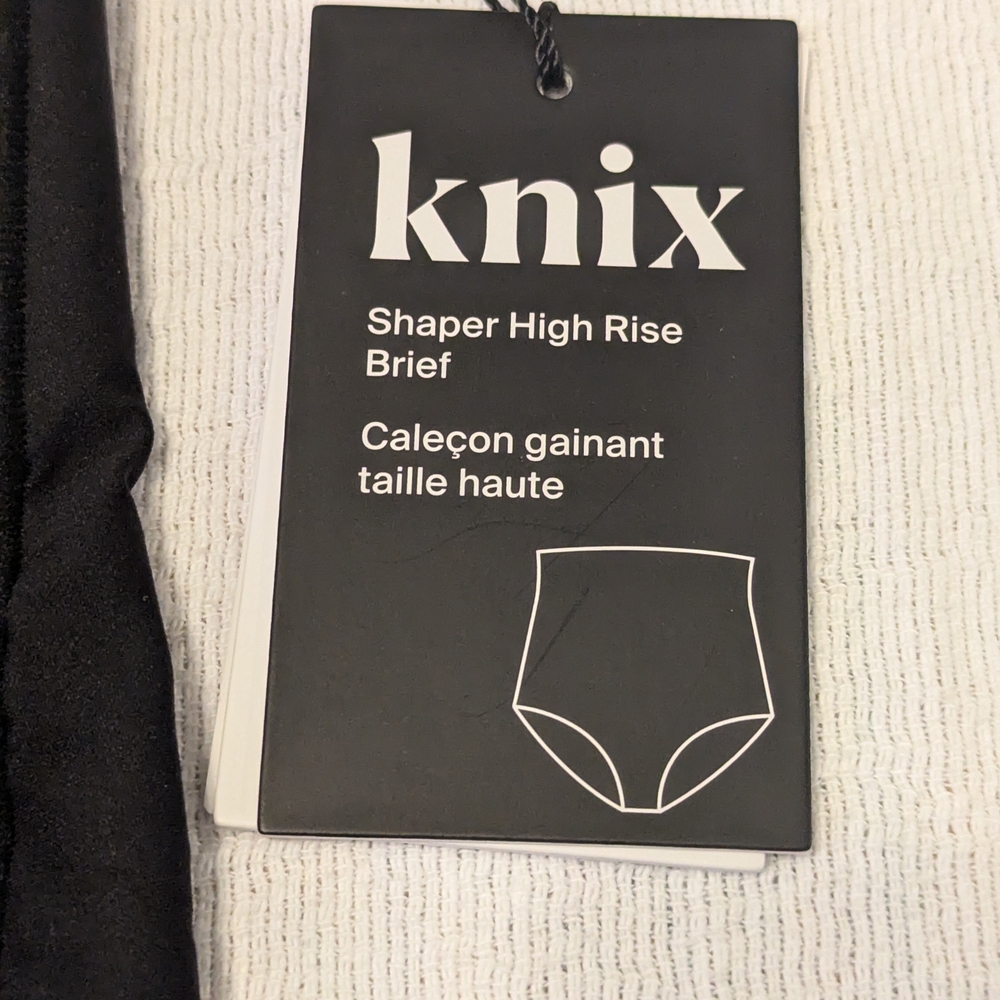 knix
Shaper High Rise
Brief
Caleçon gainant
taille haute